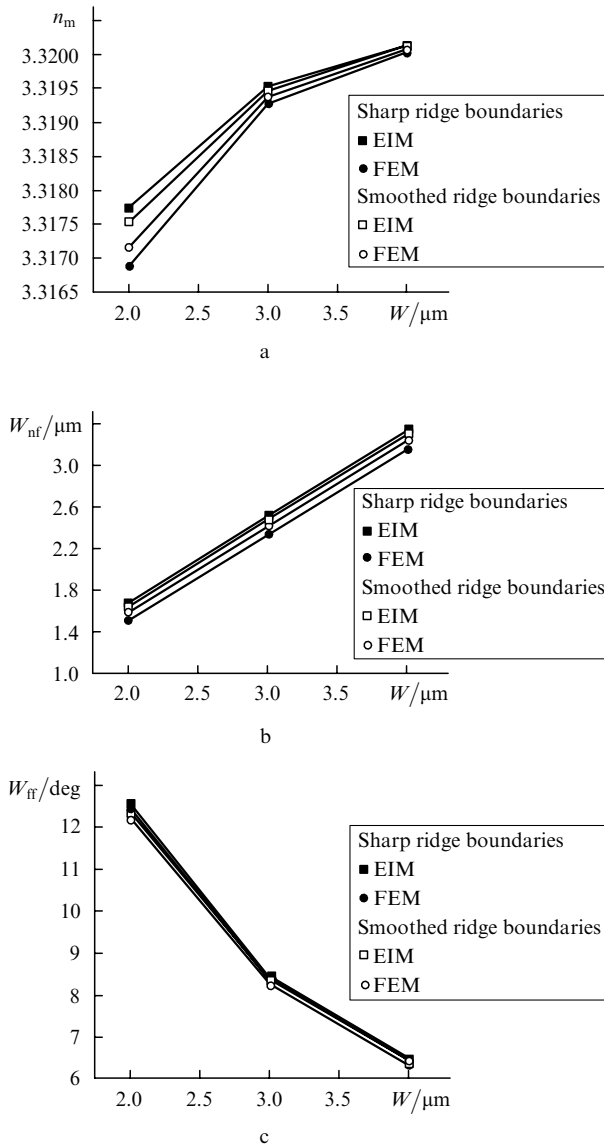 nm
3.3200
3.3195
3.3190
3.3185
3.3180
3.3175
3.3170
3.3165
2.0 2.5 3.0 3.5 W/μm
Sharp ridge boundaries
EIM
FEM
Smoothed ridge boundaries
EIM
FEM
a
Wnf/μm
3.0
2.6
2.2
1.8
1.4
1.0
2.0 2.5 3.0 3.5 W/μm
Sharp ridge boundaries
EIM
FEM
Smoothed ridge boundaries
EIM
FEM
b
Wff/deg
12
11
10
9
8
7
6
2.0 2.5 3.0 3.5 W/μm
Sharp ridge boundaries
EIM
FEM
Smoothed ridge boundaries
EIM
FEM
c